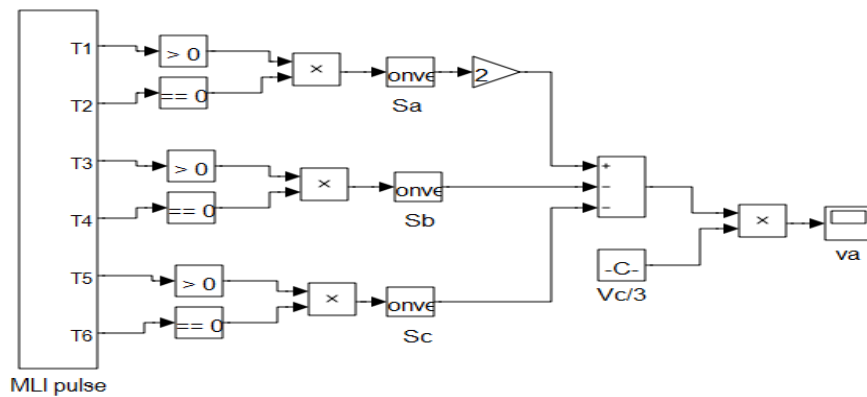 T1
> 0
×
onve
2
T2
== 0
Sa
T3
> 0
×
onve
+
−
−
T4
== 0
Sb
×
va
-C-
Vc/3
T5
> 0
×
onve
T6
== 0
Sc
MLI pulse